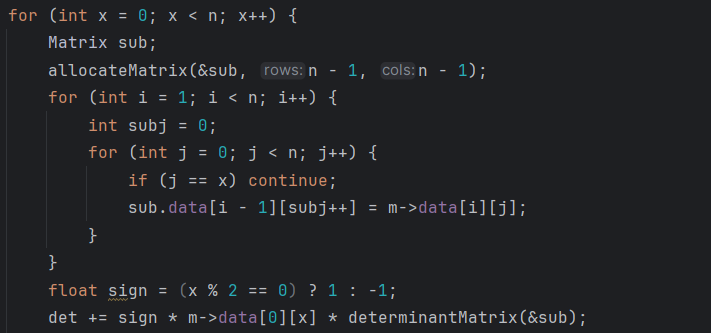 for (int x = 0; x < n; x++) {
    Matrix sub;
    allocateMatrix(&sub, rows: n - 1, cols: n - 1);
    for (int i = 1; i < n; i++) {
        int subj = 0;
        for (int j = 0; j < n; j++) {
            if (j == x) continue;
            sub.data[i - 1][subj++] = m->data[i][j];
        }
    }
    float sign = (x % 2 == 0) ? 1 : -1;
    det += sign * m->data[0][x] * determinantMatrix(&sub);